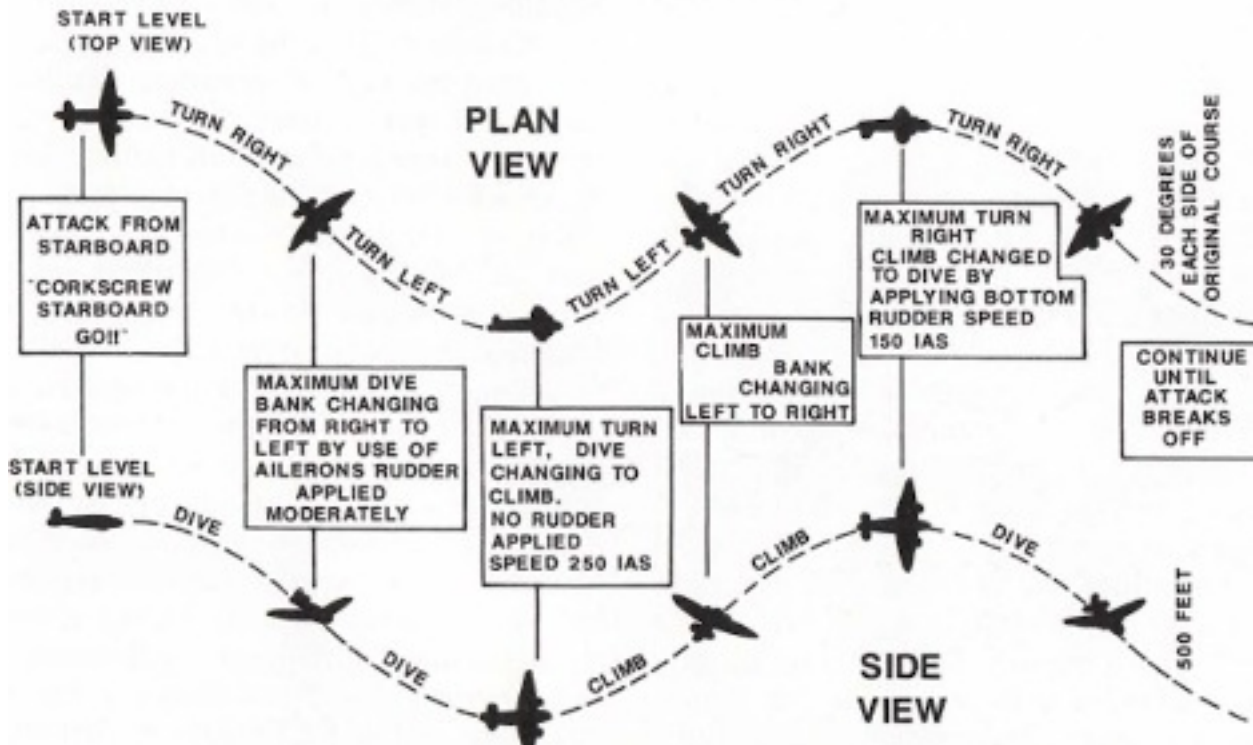 START LEVEL
(TOP VIEW)
TURN RIGHT
TURN LEFT
PLAN
VIEW
TURN LEFT
TURN RIGHT
TURN RIGHT
30 DEGREES
EACH SIDE OF
ORIGINAL COURSE
ATTACK FROM
STARBOARD
"CORKSCREW
STARBOARD
GO!!"
MAXIMUM DIVE
BANK CHANGING
FROM RIGHT TO
LEFT BY USE OF
AILERONS RUDDER
APPLIED
MODERATELY
MAXIMUM TURN
LEFT, DIVE
CHANGING TO
CLIMB.
NO RUDDER
APPLIED
SPEED 250 IAS
MAXIMUM
CLIMB
BANK
CHANGING
LEFT TO RIGHT
MAXIMUM TURN
RIGHT
CLIMB CHANGED
TO DIVE BY
APPLYING BOTTOM
RUDDER SPEED
150 IAS
CONTINUE
UNTIL
ATTACK
BREAKS
OFF
START LEVEL
(SIDE VIEW)
DIVE
DIVE
CLIMB
CLIMB
DIVE
500 FEET
SIDE
VIEW